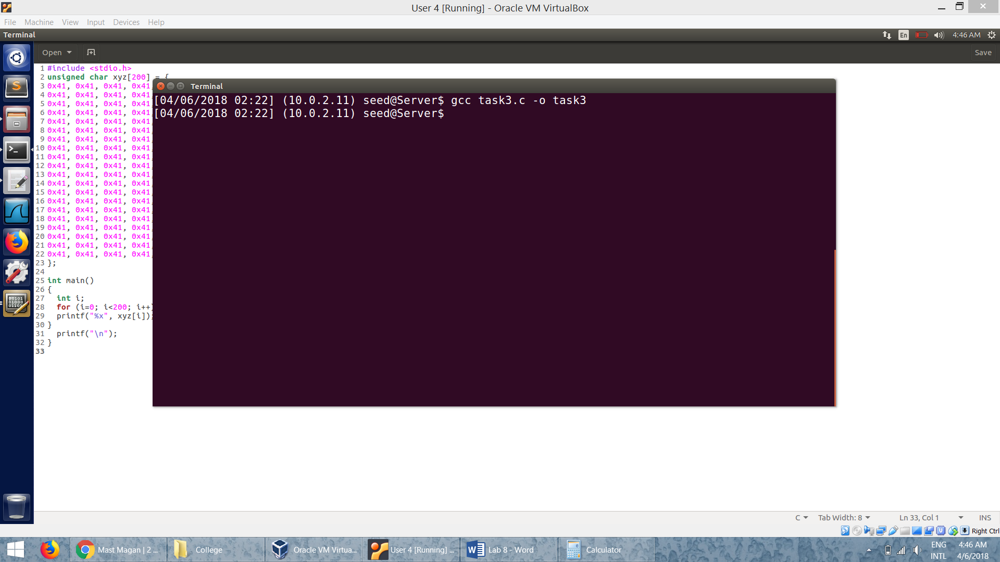 User 4 [Running] - Oracle VM VirtualBox
File Machine View Input Devices Help
Terminal
En
4:46 AM
Open
Save
1 #include <stdio.h>
2 unsigned char xyz[200] = {
3 0x41, 0x41, 0x41, 0x41,
4 0x41, 0x41, 0x41, 0x41,
5 0x41, 0x41, 0x41, 0x41,
6 0x41, 0x41, 0x41, 0x41,
7 0x41, 0x41, 0x41, 0x41,
8 0x41, 0x41, 0x41, 0x41,
9 0x41, 0x41, 0x41, 0x41,
10 0x41, 0x41, 0x41, 0x41,
11 0x41, 0x41, 0x41, 0x41,
12 0x41, 0x41, 0x41, 0x41,
13 0x41, 0x41, 0x41, 0x41,
14 0x41, 0x41, 0x41, 0x41,
15 0x41, 0x41, 0x41, 0x41,
16 0x41, 0x41, 0x41, 0x41,
17 0x41, 0x41, 0x41, 0x41,
18 0x41, 0x41, 0x41, 0x41,
19 0x41, 0x41, 0x41, 0x41,
20 0x41, 0x41, 0x41, 0x41,
21 0x41, 0x41, 0x41, 0x41,
22 0x41, 0x41, 0x41, 0x41,
23 };
24
25 int main()
26 {
27 int i;
28 for (i=0; i<200; i++)
29 printf("%x", xyz[i]);
30 }
31 printf("\n");
32 }
33
Terminal
[04/06/2018 02:22] (10.0.2.11) seed@Server$ gcc task3.c -o task3
[04/06/2018 02:22] (10.0.2.11) seed@Server$
C
Tab Width: 8
Ln 33, Col 1
INS
Right Ctrl
Mast Magan | 2 ...
College
Oracle VM Virtua...
User 4 [Running] ...
Lab 8 - Word
Calculator
ENG
INTL
4:46 AM
4/6/2018